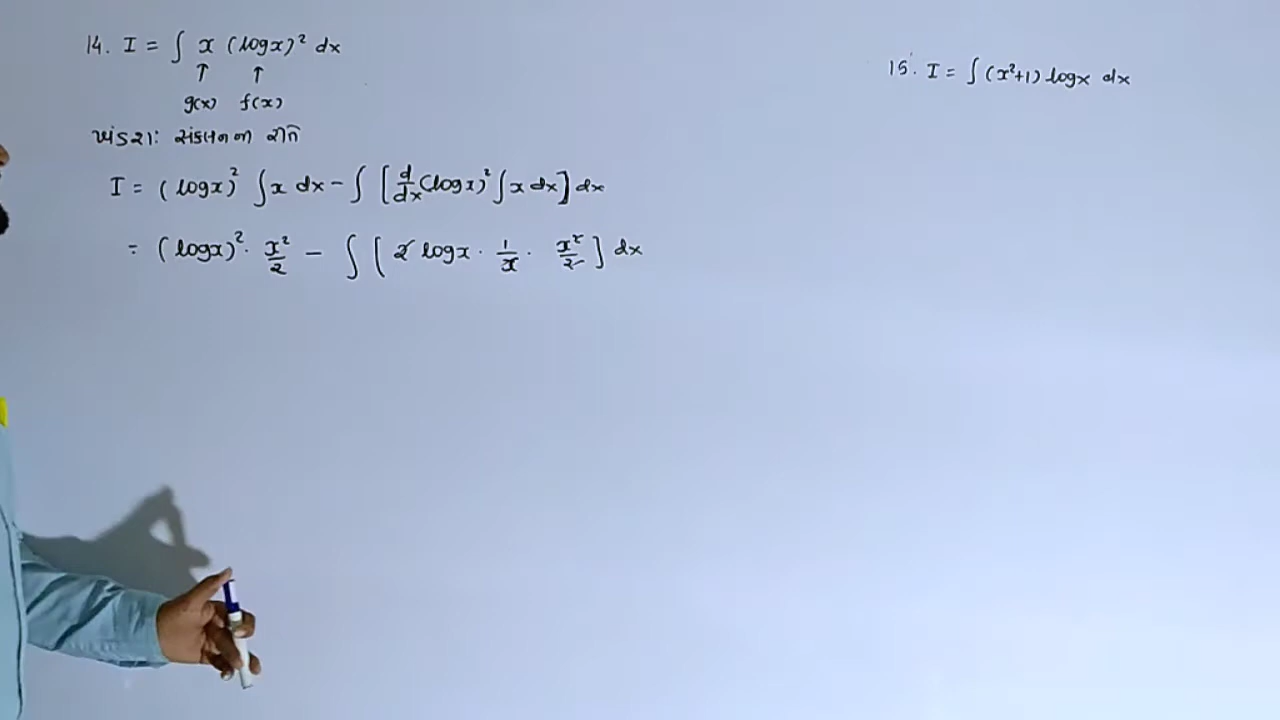 14. I = ∫ x (logx)² dx
↑ ↑
g(x) f(x)
ખંડશઃ સંકલનની રીત
I = (logx)² ∫x dx - ∫ [d/dx (logx)² ∫x dx] dx
= (logx)² · x²/2 - ∫ [2 logx · 1/x · x²/2] dx
15. I = ∫ (x²+1) logx dx